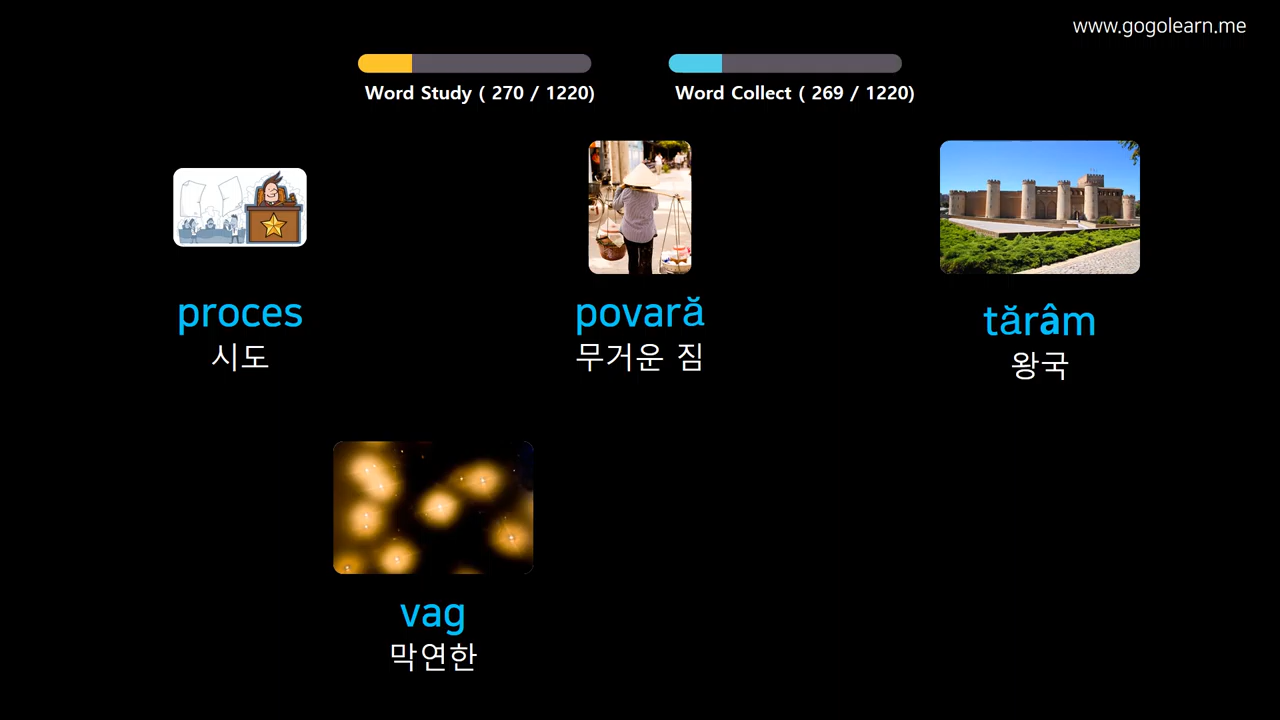 www.gogolearn.me
Word Study ( 270 / 1220)
Word Collect ( 269 / 1220)
proces
시도
povară
무거운 짐
tărâm
왕국
vag
막연한